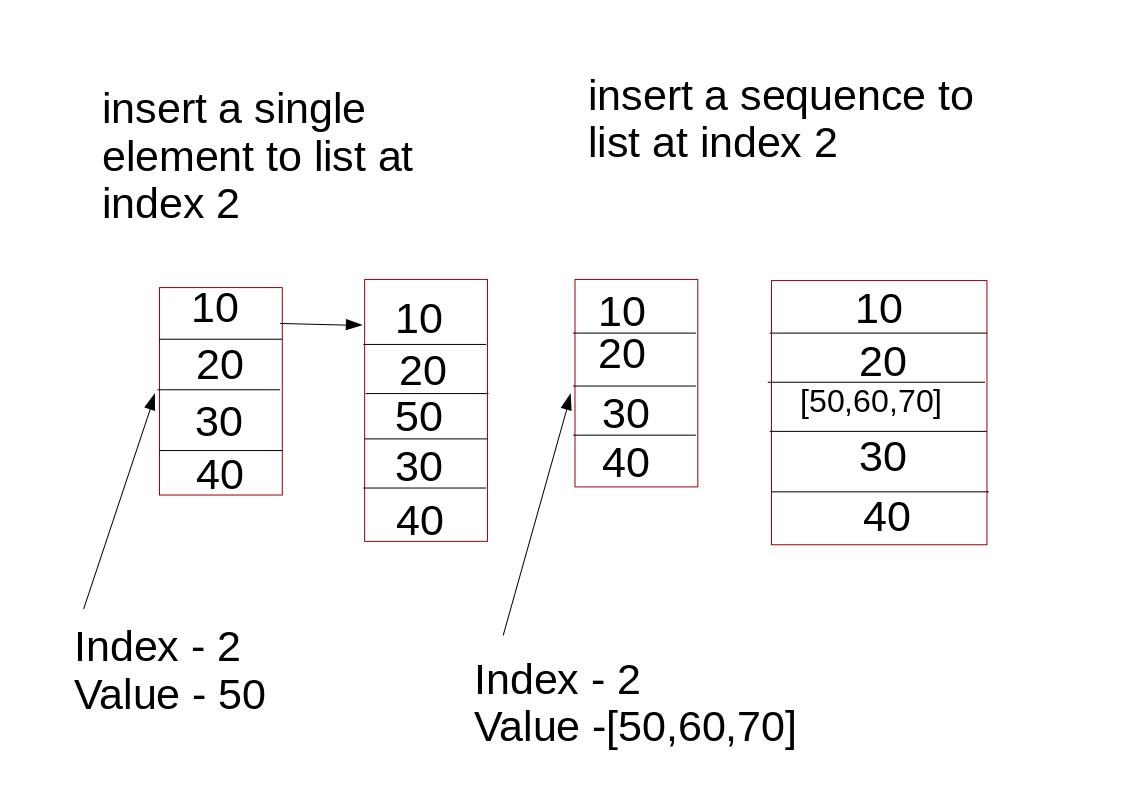 insert a single
element to list at
index 2
insert a sequence to
list at index 2
10
20
30
40
10
20
50
30
40
10
20
30
40
10
20
[50,60,70]
30
40
Index - 2
Value - 50
Index - 2
Value -[50,60,70]